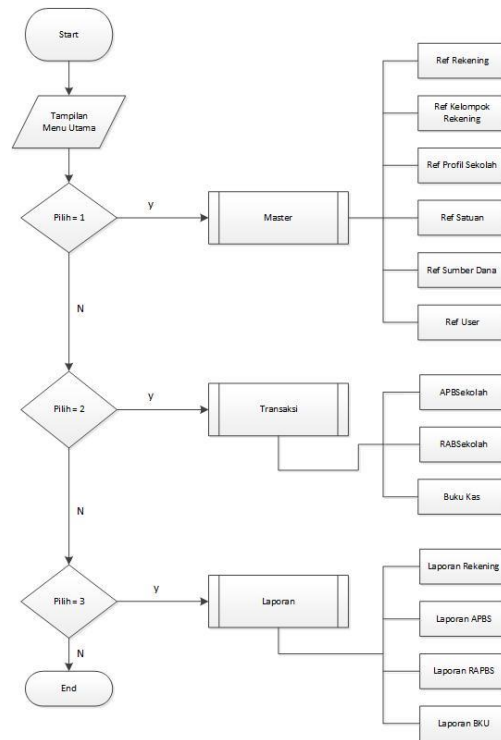 Start
Tampilan
Menu Utama
Pilih = 1
y
Master
Ref Rekening
Ref Kelompok
Rekening
Ref Profil Sekolah
Ref Satuan
Ref Sumber Dana
Ref User
N
Pilih = 2
y
Transaksi
APBSekolah
RABSekolah
Buku Kas
N
Pilih = 3
y
Laporan
Laporan Rekening
Laporan APBS
Laporan RAPBS
Laporan BKU
N
End